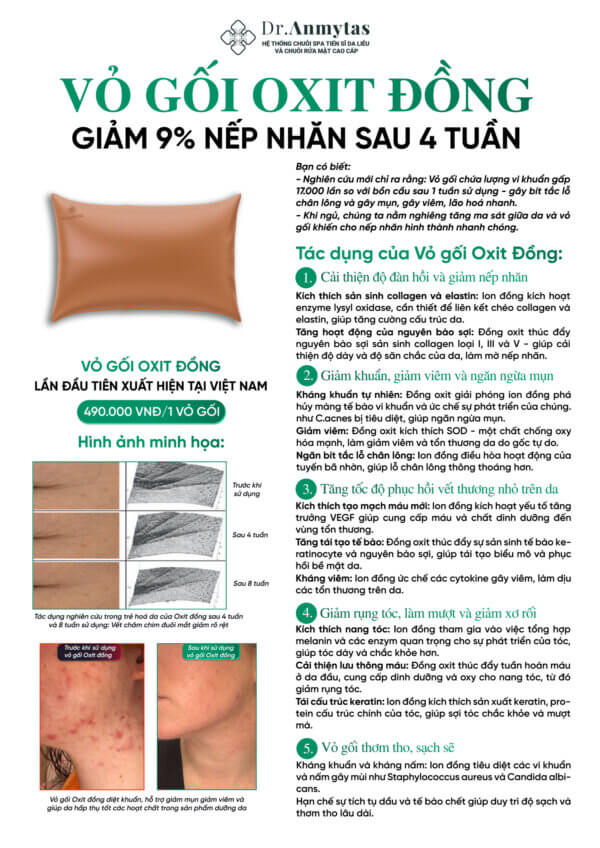 Dr.Anmytas
HỆ THỐNG CHUỖI SPA TIẾN SĨ DA LIỄU
VÀ CHUỖI RỬA MẶT CAO CẤP
VỎ GỐI OXIT ĐỒNG
GIẢM 9% NẾP NHĂN SAU 4 TUẦN
Bạn có biết:
- Nghiên cứu mới chỉ ra rằng: Vỏ gối chứa lượng vi khuẩn gấp
17.000 lần so với bồn cầu sau 1 tuần sử dụng - gây bít tắc lỗ
chân lông và gây mụn, gây viêm, lão hoá nhanh.
- Khi ngủ, chúng ta nằm nghiêng tăng ma sát giữa da và vỏ
gối khiến cho nếp nhăn hình thành nhanh chóng.
Tác dụng của Vỏ gối Oxit Đồng:
1. Cải thiện độ đàn hồi và giảm nếp nhăn
Kích thích sản sinh collagen và elastin: Ion đồng kích hoạt
enzyme lysyl oxidase, cần thiết để liên kết chéo collagen và
elastin, giúp tăng cường cấu trúc da.
Tăng hoạt động của nguyên bào sợi: Đồng oxit thúc đẩy
nguyên bào sợi sản sinh collagen loại I, III và V - giúp cải
thiện độ dày và độ săn chắc của da, làm mờ nếp nhăn.
2. Giảm khuẩn, giảm viêm và ngăn ngừa mụn
Kháng khuẩn tự nhiên: Đồng oxit giải phóng ion đồng phá
hủy màng tế bào vi khuẩn và ức chế sự phát triển của chúng.
như C.acnes bị tiêu diệt, giúp ngăn ngừa mụn.
Giảm viêm: Đồng oxit kích thích SOD - một chất chống oxy
hóa mạnh, làm giảm viêm và tổn thương da do gốc tự do.
Ngăn bít tắc lỗ chân lông: Ion đồng điều hòa hoạt động của
tuyến bã nhờn, giúp lỗ chân lông thông thoáng hơn.
3. Tăng tốc độ phục hồi vết thương nhỏ trên da
Kích thích tạo mạch máu mới: Ion đồng kích hoạt yếu tố tăng
trưởng VEGF giúp cung cấp máu và chất dinh dưỡng đến
vùng tổn thương.
Tăng tái tạo tế bào: Đồng oxit thúc đẩy sự sản sinh tế bào ke-
ratinocyte và nguyên bào sợi, giúp tái tạo biểu mô và phục
hồi bề mặt da.
Kháng viêm: Ion đồng ức chế các cytokine gây viêm, làm dịu
các tổn thương trên da.
4. Giảm rụng tóc, làm mượt và giảm xơ rối
Kích thích nang tóc: Ion đồng tham gia vào việc tổng hợp
melanin và các enzym quan trọng cho sự phát triển của tóc,
giúp tóc dày và chắc khỏe hơn.
Cải thiện lưu thông máu: Đồng oxit thúc đẩy tuần hoàn máu
ở da đầu, cung cấp dinh dưỡng và oxy cho nang tóc, từ đó
giảm rụng tóc.
Tái cấu trúc keratin: Ion đồng kích thích sản xuất keratin, pro-
tein cấu trúc chính của tóc, giúp sợi tóc chắc khỏe và mượt
mà.
5. Vỏ gối thơm tho, sạch sẽ
Kháng khuẩn và kháng nấm: Ion đồng tiêu diệt các vi khuẩn
và nấm gây mùi như Staphylococcus aureus và Candida albi-
cans.
Hạn chế sự tích tụ dầu và tế bào chết giúp duy trì độ sạch và
thơm tho lâu dài.
VỎ GỐI OXIT ĐỒNG
LẦN ĐẦU TIÊN XUẤT HIỆN TẠI VIỆT NAM
490.000 VNĐ/1 VỎ GỐI
Hình ảnh minh họa:
Trước khi
sử dụng
Sau 4 tuần
Sau 8 tuần
Tác dụng nghiên cứu trong trẻ hoá da của Oxit đồng sau 4 tuần
và 8 tuần sử dụng: Vết chân chim đuôi mắt giảm rõ rệt
Trước khi sử dụng
vỏ gối Oxit đồng
Sau khi sử dụng
vỏ gối Oxit đồng
Vỏ gối Oxit đồng diệt khuẩn, hỗ trợ giảm mụn giảm viêm và
giúp da hấp thụ tốt các hoạt chất trong sản phẩm dưỡng da